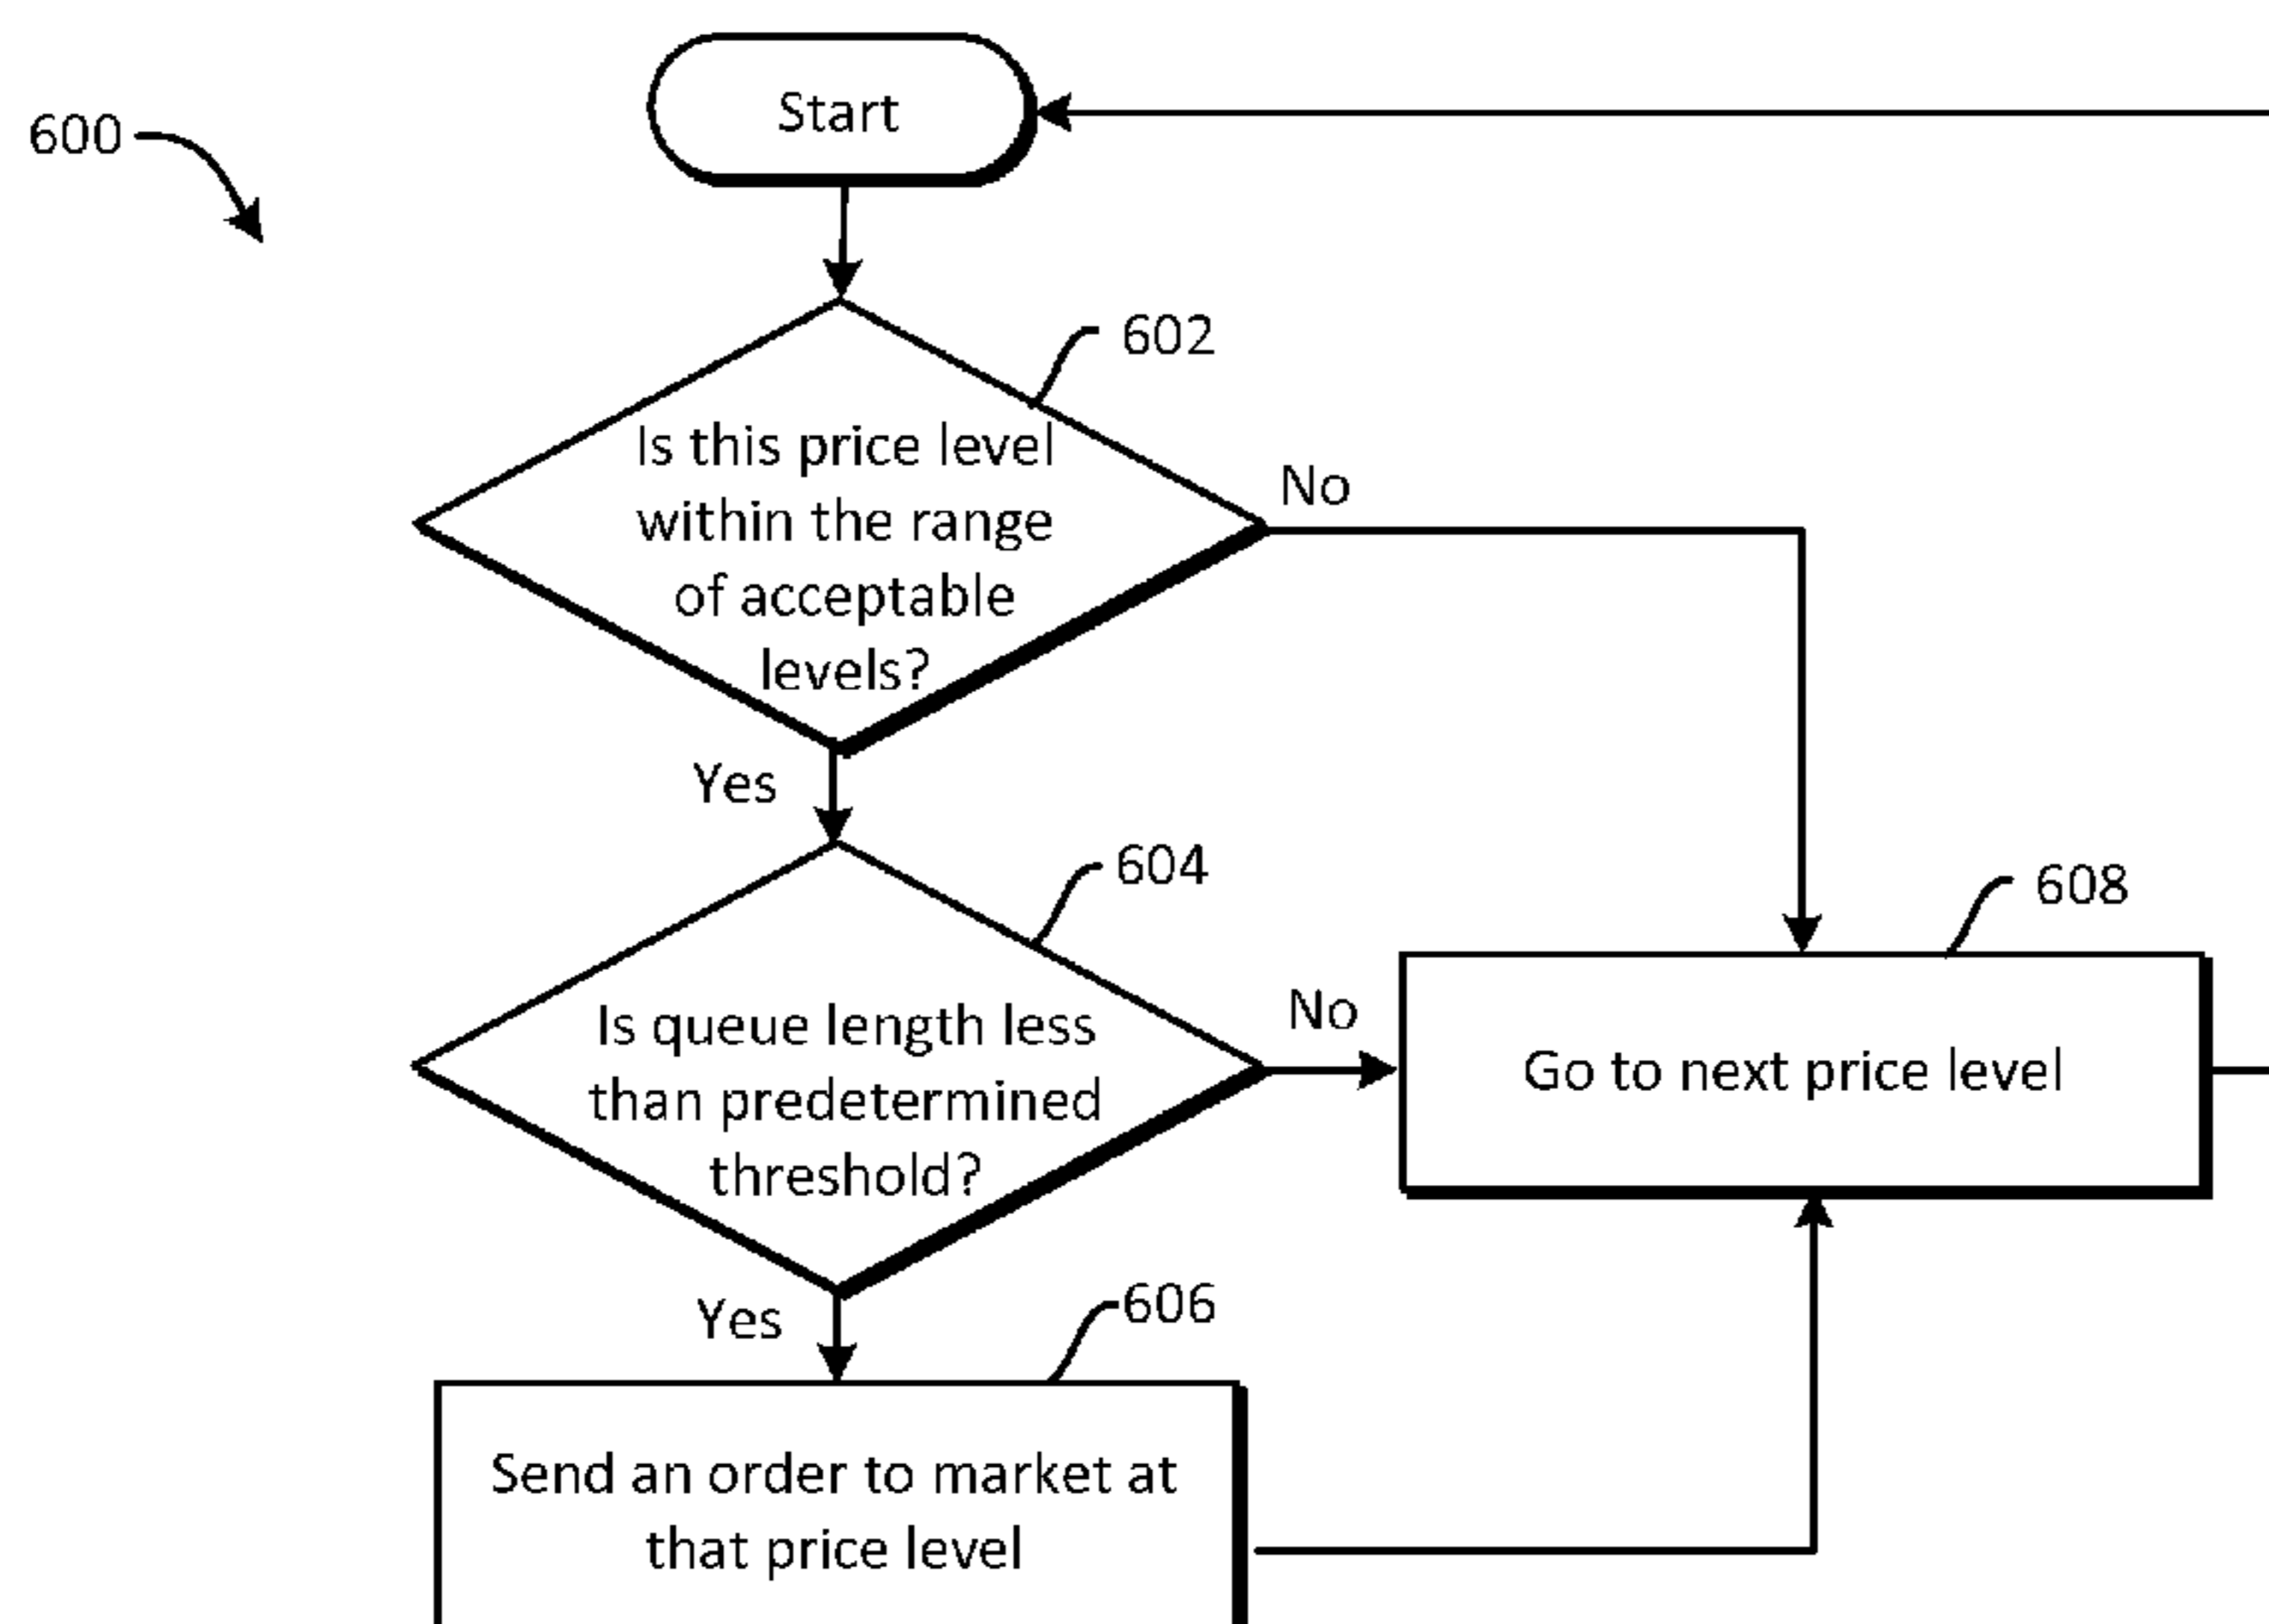 Start
600
602
Is this price level
within the range
of acceptable
levels?
No
Yes
604
Is queue length less
than predetermined
threshold?
No
608
Go to next price level
Yes
606
Send an order to market at
that price level